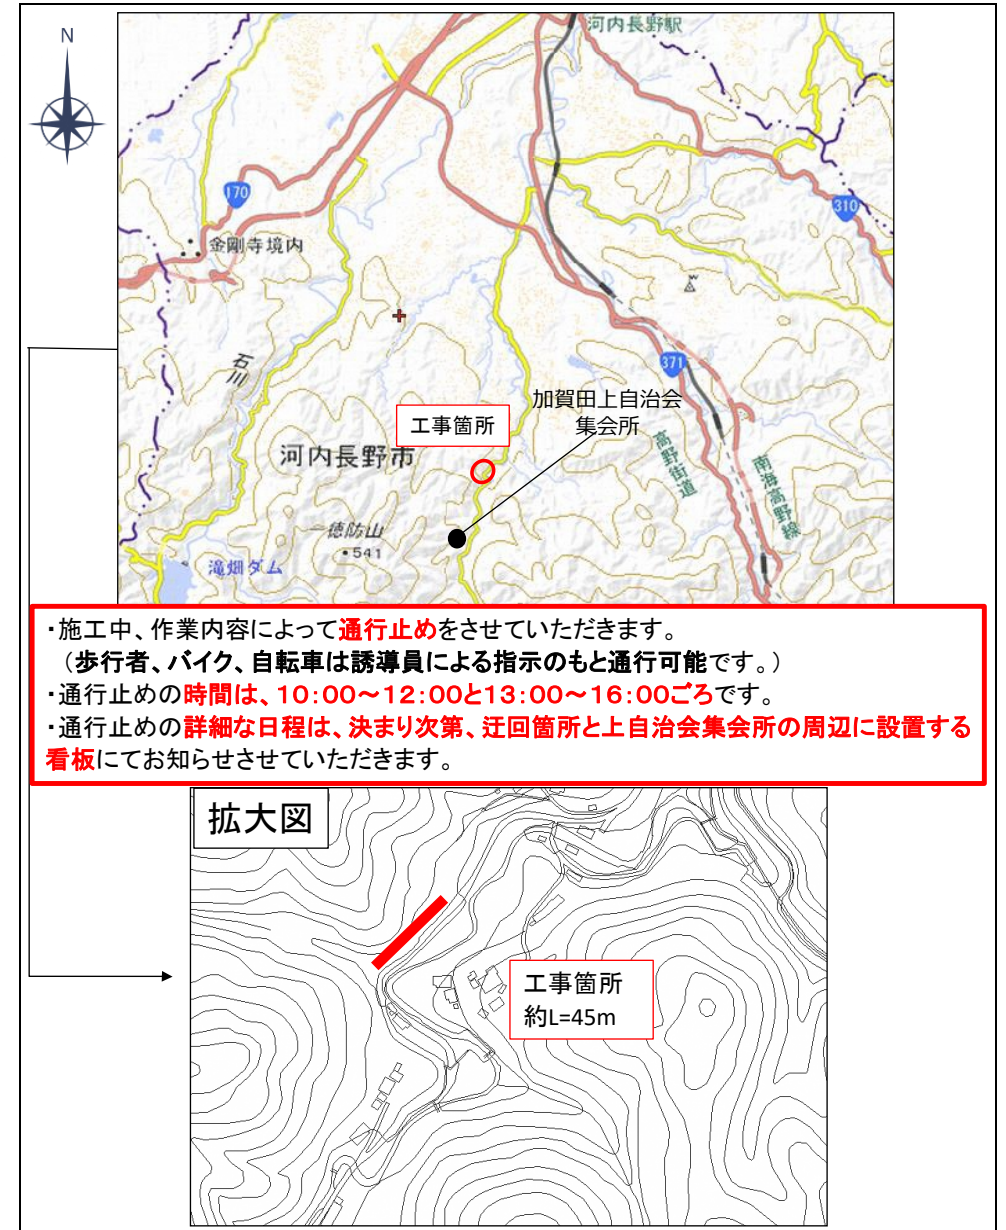 N
河内長野駅
170
310
金剛寺境内
石川
371
加賀田上自治会
集会所
工事箇所
河内長野市
高野街道
南海高野線
一徳防山
・541
滝畑ダム
・施工中、作業内容によって通行止めをさせていただきます。
（歩行者、バイク、自転車は誘導員による指示のもと通行可能です。）
・通行止めの時間は、10：00～12：00と13：00～16：00ごろです。
・通行止めの詳細な日程は、決まり次第、迂回箇所と上自治会集会所の周辺に設置する
看板にてお知らせさせていただきます。
拡大図
工事箇所
約L=45m